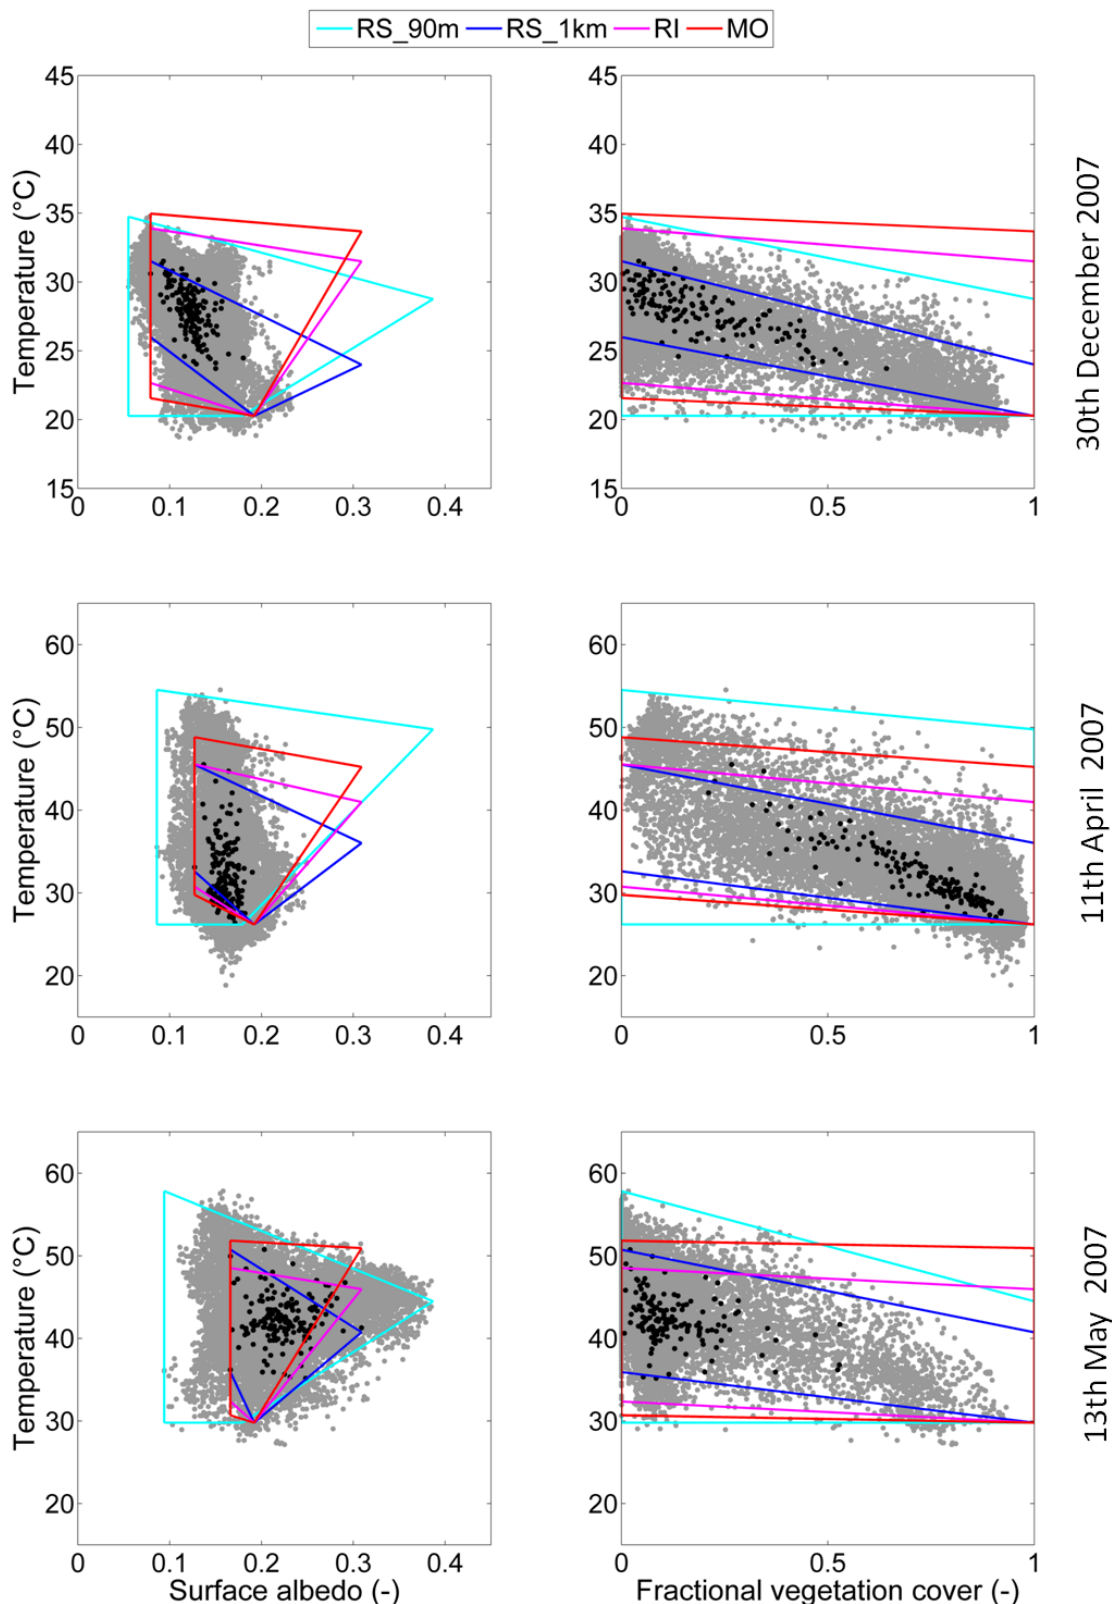 RS_90m RS_1km RI MO
45 45
40 40
35 35
30 30
25 25
20 20
15 15
0 0.1 0.2 0.3 0.4 0 0.5 1
Temperature (°C)
30th December 2007
60 60
50 50
40 40
30 30
20 20
0 0.1 0.2 0.3 0.4 0 0.5 1
Temperature (°C)
11th April 2007
60 60
50 50
40 40
30 30
20 20
0 0.1 0.2 0.3 0.4 0 0.5 1
Temperature (°C)
13th May 2007
Surface albedo (-) Fractional vegetation cover (-)